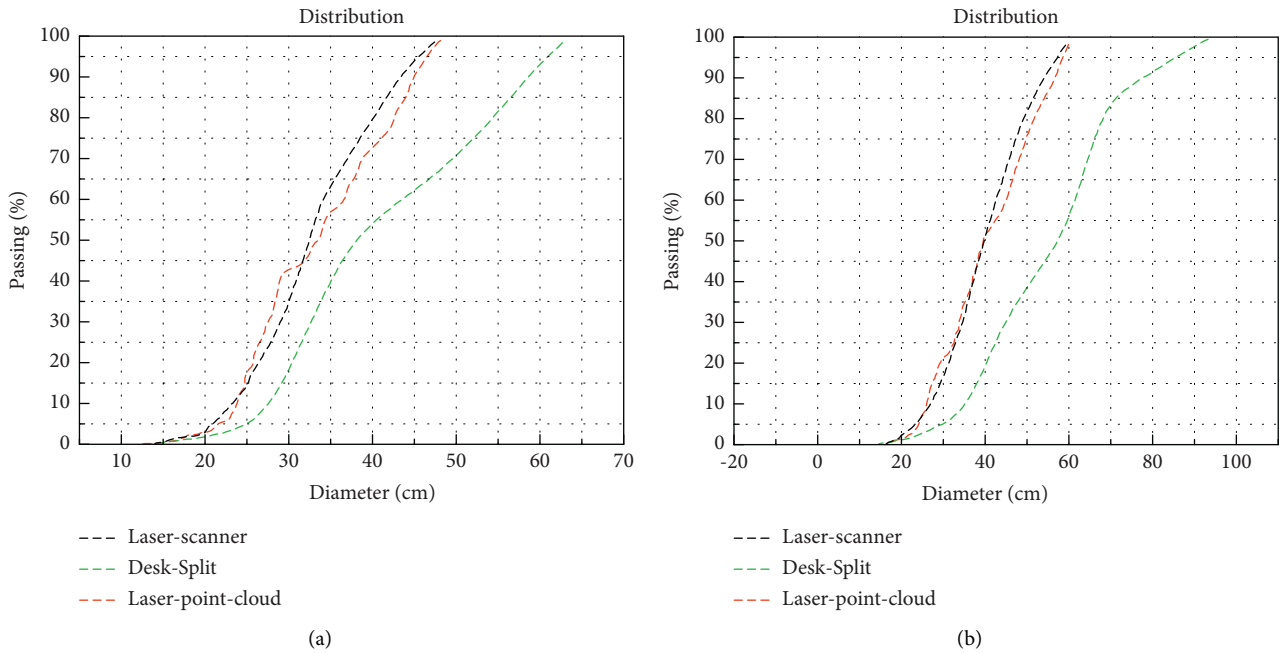 Distribution
100
90
80
70
60
50
40
30
20
10
0
Passing (%)
10 20 30 40 50 60 70
Diameter (cm)
Laser-scanner
Desk-Split
Laser-point-cloud
(a)
Distribution
100
90
80
70
60
50
40
30
20
10
0
Passing (%)
-20 0 20 40 60 80 100
Diameter (cm)
Laser-scanner
Desk-Split
Laser-point-cloud
(b)